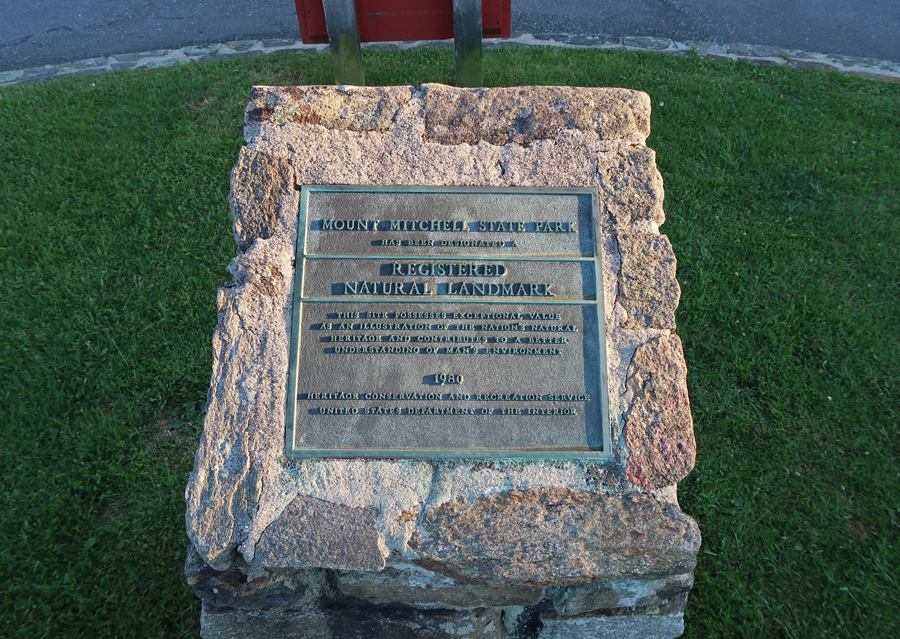 MOUNT MITCHELL STATE PARK
HAS BEEN DESIGNATED A
REGISTERED
NATURAL LANDMARK
THIS SITE POSSESSES EXCEPTIONAL VALUE
AS AN ILLUSTRATION OF THE NATION'S NATURAL
HERITAGE AND CONTRIBUTES TO A BETTER
UNDERSTANDING OF MAN'S ENVIRONMENT
1980
HERITAGE CONSERVATION AND RECREATION SERVICE
UNITED STATES DEPARTMENT OF THE INTERIOR